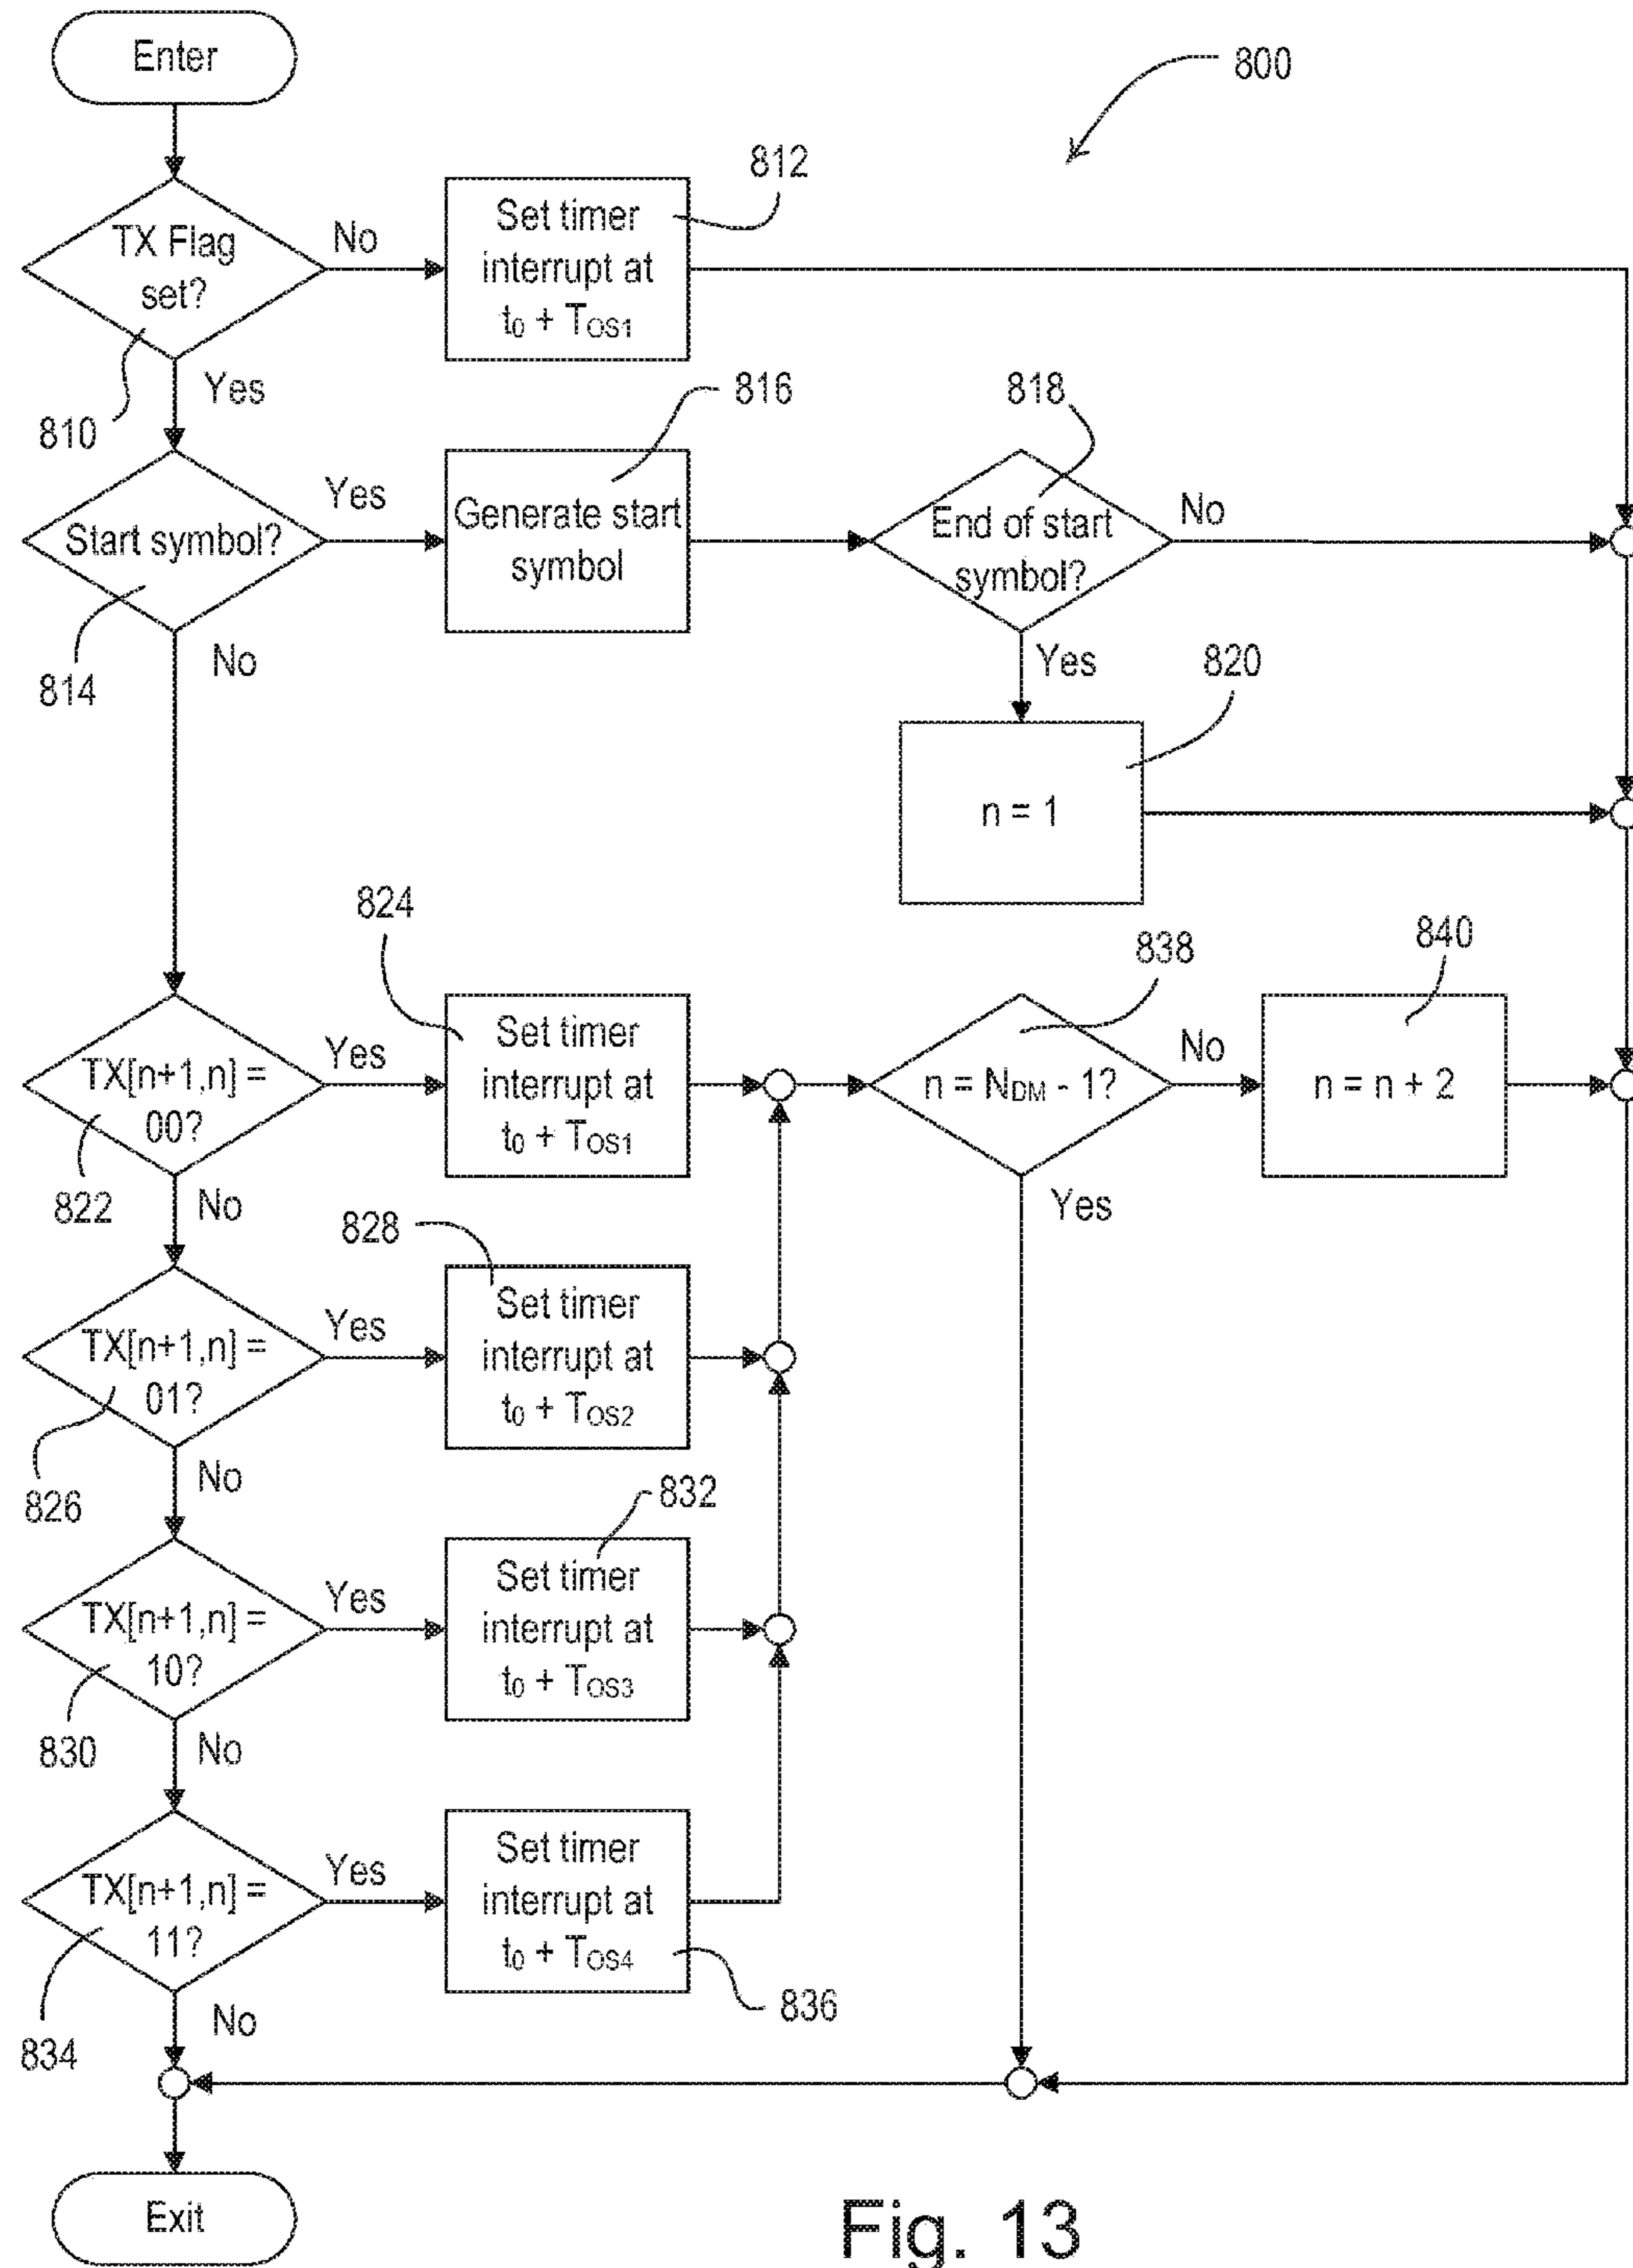 Enter
800
812
TX Flag
set?
No
Set timer
interrupt at
t0 + TOS1
810
Yes
816
818
Start symbol?
Yes
Generate start
symbol
End of start
symbol?
No
814
No
Yes
820
n = 1
824
838
840
TX[n+1,n] =
00?
Yes
Set timer
interrupt at
t0 + TOS1
n = NDM - 1?
No
n = n + 2
822
No
Yes
828
TX[n+1,n] =
01?
Yes
Set timer
interrupt at
t0 + TOS2
826
No
832
TX[n+1,n] =
10?
Yes
Set timer
interrupt at
t0 + TOS3
830
No
TX[n+1,n] =
11?
Yes
Set timer
interrupt at
t0 + TOS4
836
834
No
Exit
Fig. 13